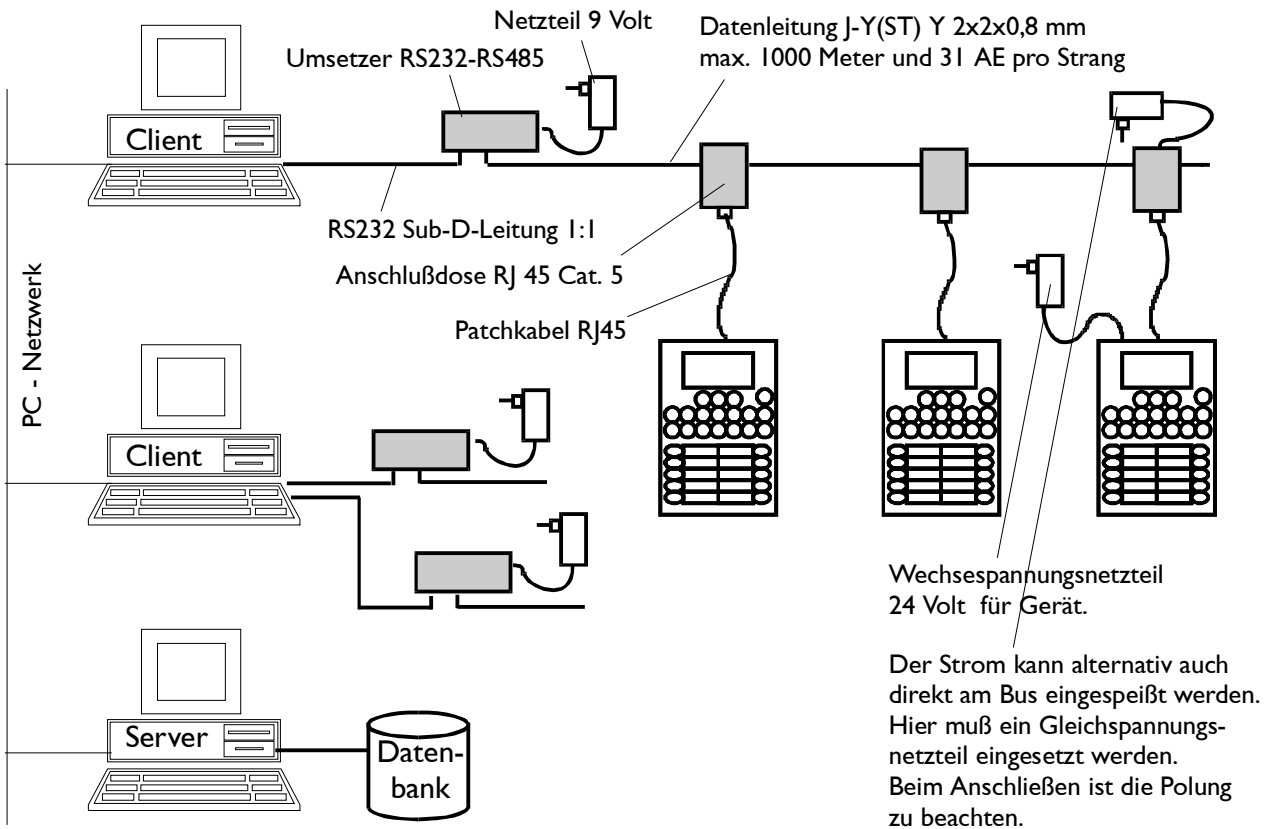 Netzteil 9 Volt
Umsetzer RS232-RS485
Datenleitung J-Y(ST) Y 2x2x0,8 mm
max. 1000 Meter und 31 AE pro Strang
Client
RS232 Sub-D-Leitung 1:1
Anschlußdose RJ 45 Cat. 5
Patchkabel RJ45
PC - Netzwerk
Client
Wechsespannungsnetzteil
24 Volt für Gerät.
Der Strom kann alternativ auch
direkt am Bus eingespeißt werden.
Hier muß ein Gleichspannungs-
netzteil eingesetzt werden.
Beim Anschließen ist die Polung
zu beachten.
Server
Daten-
bank